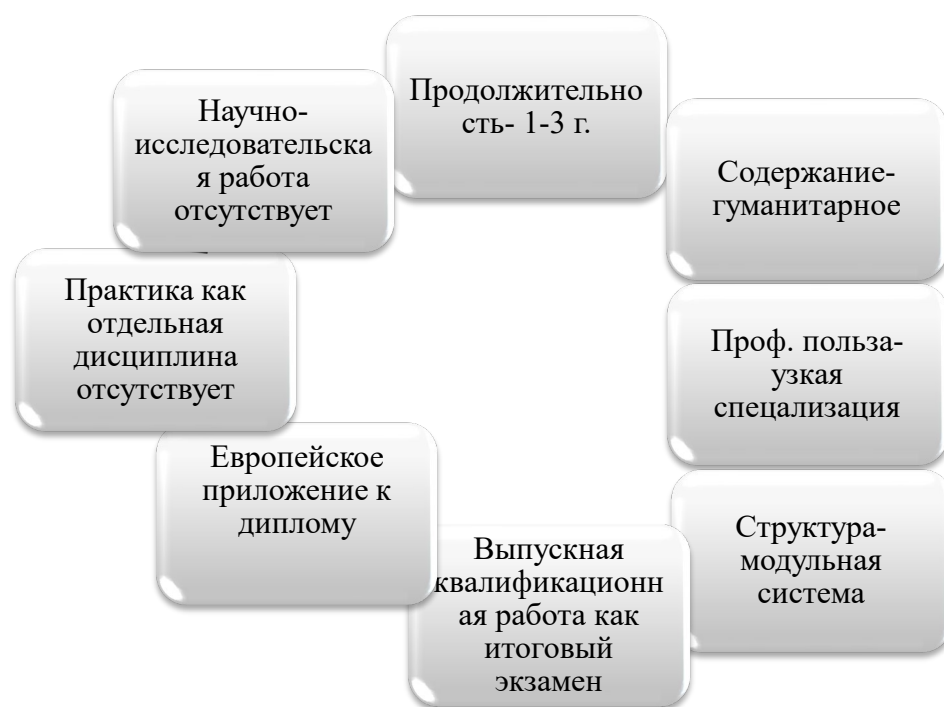 Продолжительно
сть- 1-3 г.
Содержание-
гуманитарное
Проф. польза-
узкая
спецализация
Структура-
модульная
система
Выпускная
квалификационн
ая работа как
итоговый
экзамен
Европейское
приложение к
диплому
Практика как
отдельная
дисциплина
отсутствует
Научно-
исследовательска
я работа
отсутствует